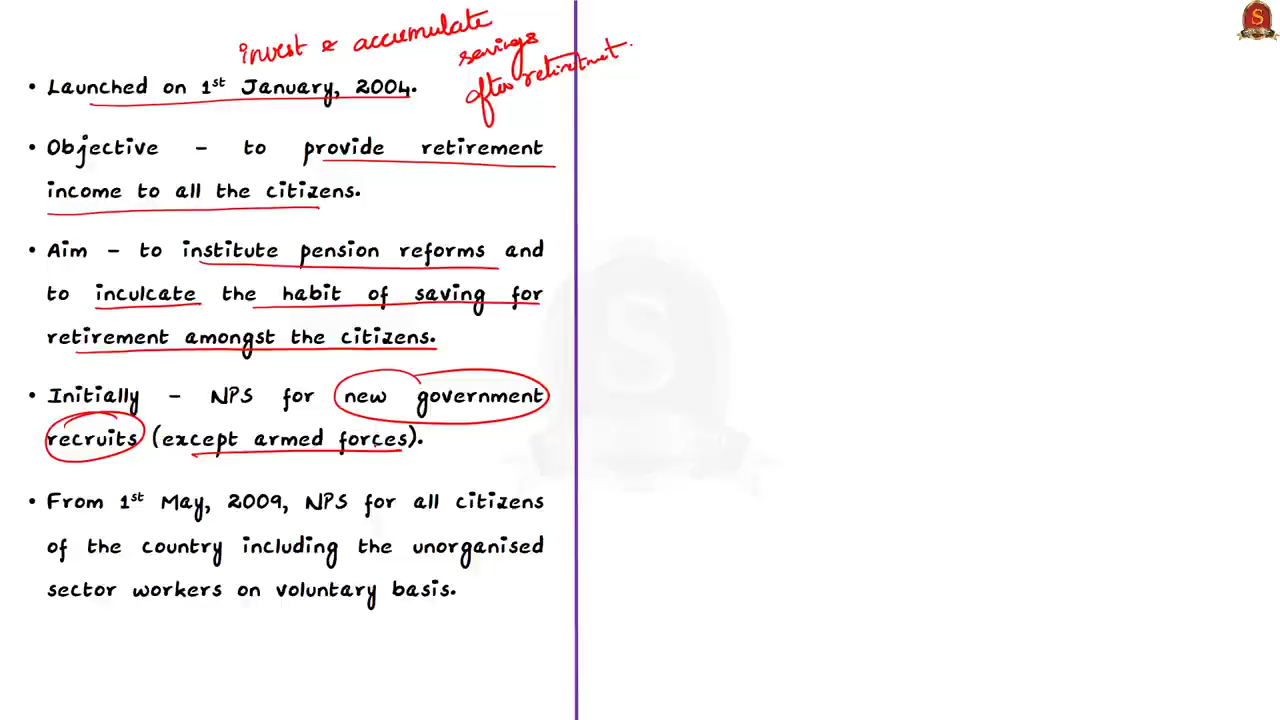 invest & accumulate
savings
after retirement.
• Launched on 1st January, 2004.
• Objective - to provide retirement
income to all the citizens.
• Aim - to institute pension reforms and
to inculcate the habit of saving for
retirement amongst the citizens.
• Initially - NPS for new government
recruits (except armed forces).
• From 1st May, 2009, NPS for all citizens
of the country including the unorganised
sector workers on voluntary basis.
S
S